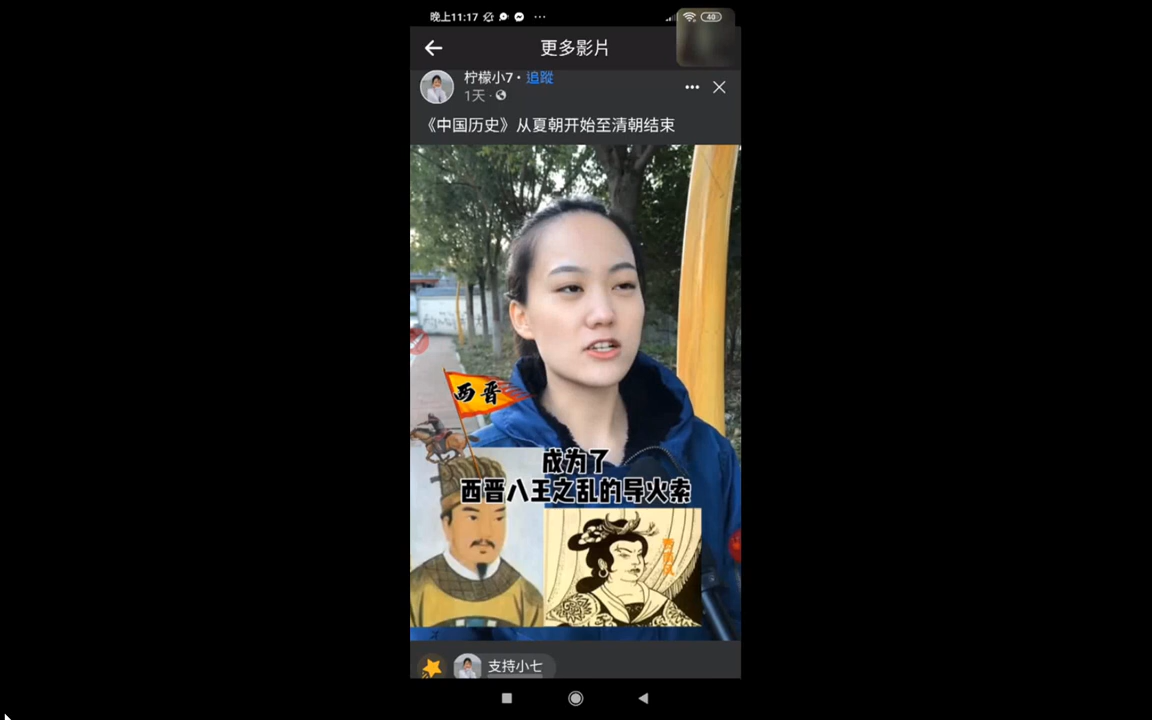 晚上11:17
40
更多影片
柠檬小7 · 追蹤
1天 ·
《中国历史》从夏朝开始至清朝结束
西晋
成为了
西晋八王之乱的导火索
支持小七